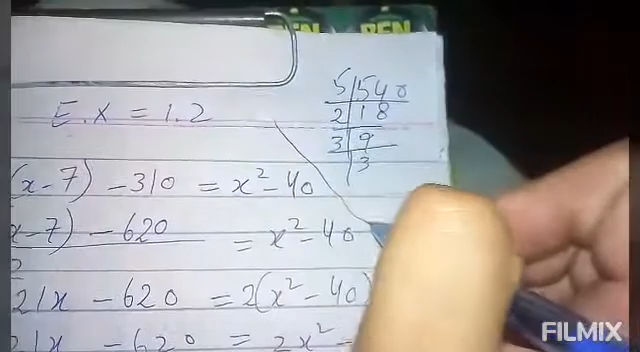 5 | 540
E.X = 1.2
2 | 18
3 | 9
3
(x-7) - 310 = x² - 40
x-7) - 620 = x² - 40
2
21x - 620 = 2(x² - 40)
21x - 620 = 2x² -
FILMIX